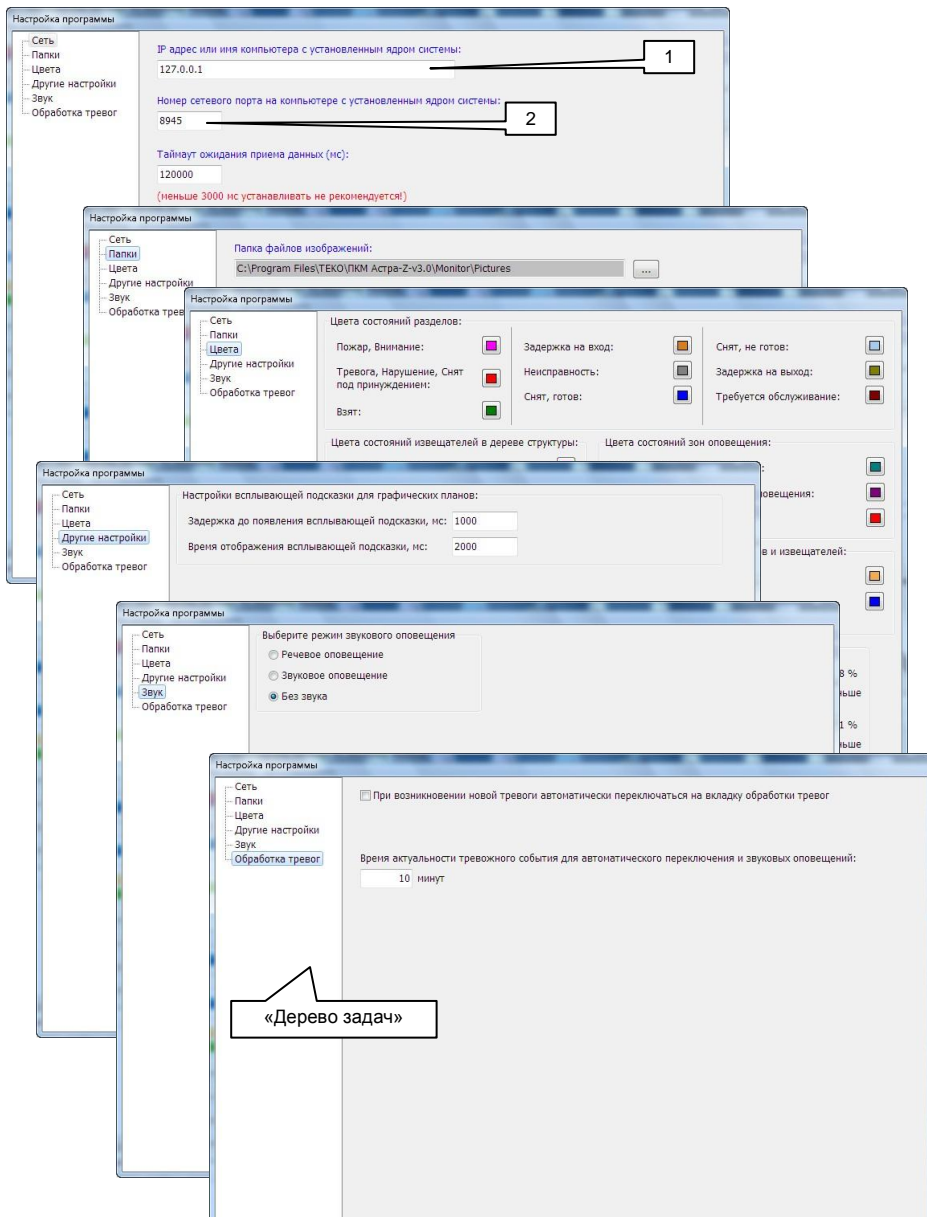 Настройка программы
Сеть
Папки
Цвета
Другие настройки
Звук
Обработка тревог
IP адрес или имя компьютера с установленным ядром системы:
127.0.0.1
1
Номер сетевого порта на компьютере с установленным ядром системы:
8945
2
Таймаут ожидания приема данных (мс):
120000
(меньше 3000 мс устанавливать не рекомендуется!)
Настройка программы
Сеть
Папки
Цвета
Другие настройки
Звук
Обработка трев
Папка файлов изображений:
C:\Program Files\ТЕКО\ПКМ Астра-Z-v3.0\Monitor\Pictures
...
Настройка программы
Сеть
Папки
Цвета
Другие настройки
Звук
Обработка тревог
Цвета состояний разделов:
Пожар, Внимание:
Задержка на вход:
Снят, не готов:
Тревога, Нарушение, Снят
под принуждением:
Неисправность:
Задержка на выход:
Снят, готов:
Требуется обслуживание:
Взят:
Цвета состояний извещателей в дереве структуры:
Цвета состояний зон оповещения:
:
повещения:
в и извещателей:
8 %
ньше
1 %
ньше
Настройка программы
Сеть
Папки
Цвета
Другие настройки
Звук
Обработка тревог
Настройки всплывающей подсказки для графических планов:
Задержка до появления всплывающей подсказки, мс: 1000
Время отображения всплывающей подсказки, мс: 2000
Настройка программы
Сеть
Папки
Цвета
Другие настройки
Звук
Обработка тревог
Выберите режим звукового оповещения
Речевое оповещение
Звуковое оповещение
Без звука
Настройка программы
Сеть
Папки
Цвета
Другие настройки
Звук
Обработка тревог
При возникновении новой тревоги автоматически переключаться на вкладку обработки тревог
Время актуальности тревожного события для автоматического переключения и звуковых оповещений:
10 минут
«Дерево задач»